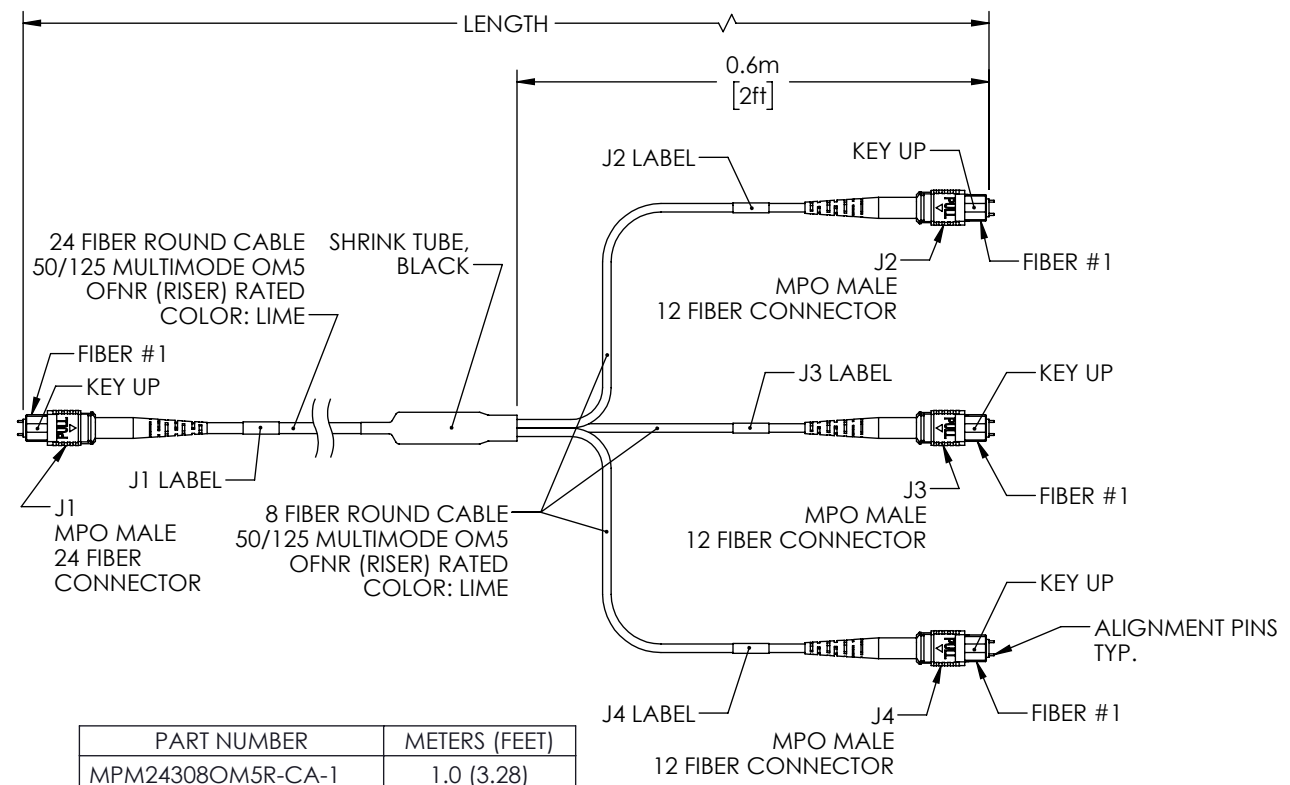 LENGTH
0.6m
[2ft]
J2 LABEL
KEY UP
24 FIBER ROUND CABLE
50/125 MULTIMODE OM5
OFNR (RISER) RATED
COLOR: LIME
SHRINK TUBE,
BLACK
PULL
J2
MPO MALE
12 FIBER CONNECTOR
FIBER #1
FIBER #1
KEY UP
PULL
J1 LABEL
J1
MPO MALE
24 FIBER
CONNECTOR
J3 LABEL
KEY UP
PULL
J3
MPO MALE
12 FIBER CONNECTOR
FIBER #1
8 FIBER ROUND CABLE
50/125 MULTIMODE OM5
OFNR (RISER) RATED
COLOR: LIME
KEY UP
ALIGNMENT PINS
TYP.
PULL
J4 LABEL
J4
MPO MALE
12 FIBER CONNECTOR
FIBER #1
PART NUMBER METERS (FEET)
MPM24308OM5R-CA-1 1.0 (3.28)